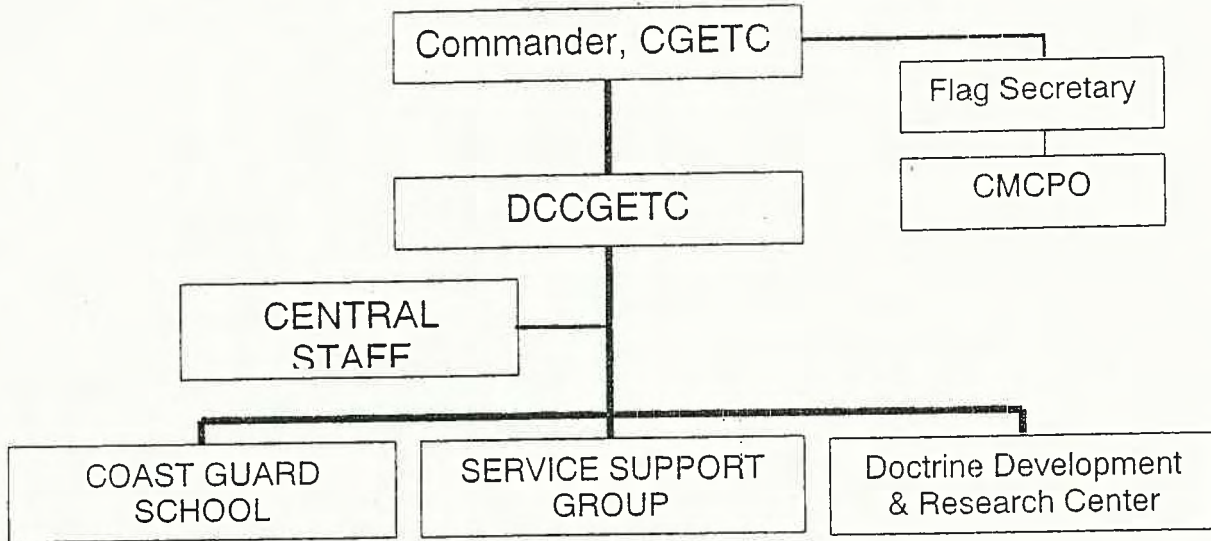 Commander, CGETC
Flag Secretary
CMCPO
DCCGETC
CENTRAL
STAFF
COAST GUARD
SCHOOL
SERVICE SUPPORT
GROUP
Doctrine Development
& Research Center